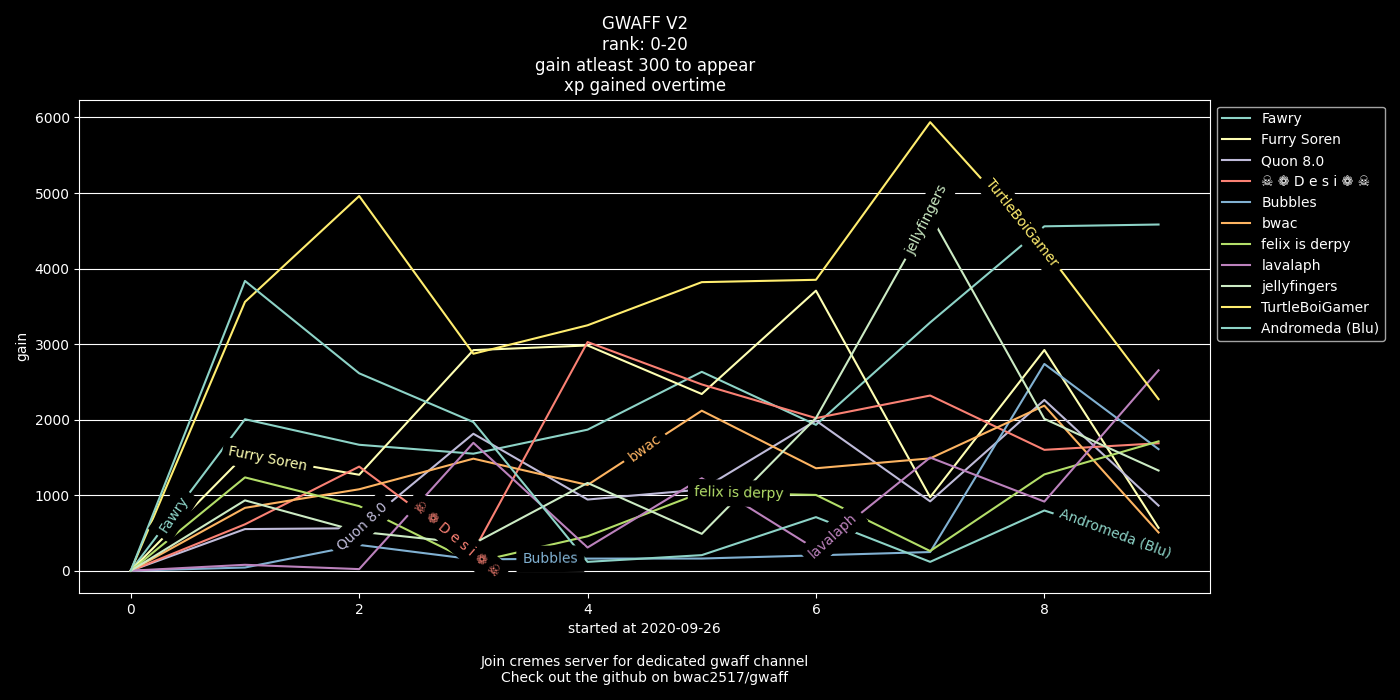 GWAFF V2
rank: 0-20
gain atleast 300 to appear
xp gained overtime
6000
5000
4000
3000
2000
1000
0
gain
0
2
4
6
8
started at 2020-09-26
Fawry
Furry Soren
Quon 8.0
☠ ❁ D e s i ❁ ☠
Bubbles
bwac
felix is derpy
lavalaph
jellyfingers
TurtleBoiGamer
Andromeda (Blu)
Fawry
Furry Soren
Quon 8.0
☠ ❁ D e s i ❁ ☠
Bubbles
bwac
felix is derpy
lavalaph
jellyfingers
TurtleBoiGamer
Andromeda (Blu)
Join cremes server for dedicated gwaff channel
Check out the github on bwac2517/gwaff